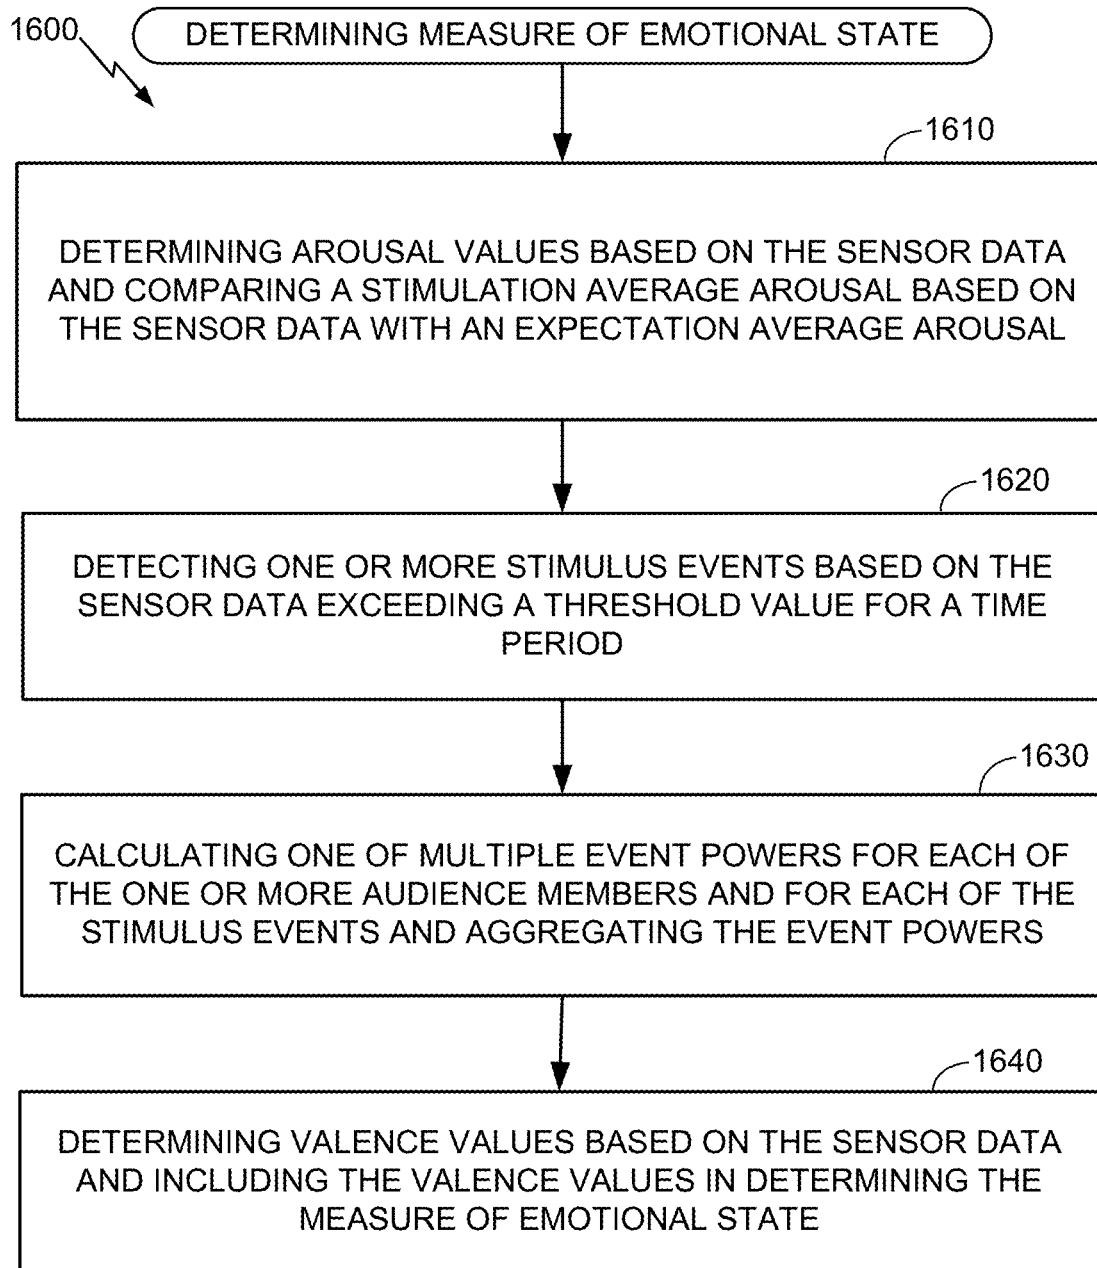 1600
DETERMINING MEASURE OF EMOTIONAL STATE
1610
DETERMINING AROUSAL VALUES BASED ON THE SENSOR DATA
AND COMPARING A STIMULATION AVERAGE AROUSAL BASED ON
THE SENSOR DATA WITH AN EXPECTATION AVERAGE AROUSAL
1620
DETECTING ONE OR MORE STIMULUS EVENTS BASED ON THE
SENSOR DATA EXCEEDING A THRESHOLD VALUE FOR A TIME
PERIOD
1630
CALCULATING ONE OF MULTIPLE EVENT POWERS FOR EACH OF
THE ONE OR MORE AUDIENCE MEMBERS AND FOR EACH OF THE
STIMULUS EVENTS AND AGGREGATING THE EVENT POWERS
1640
DETERMINING VALENCE VALUES BASED ON THE SENSOR DATA
AND INCLUDING THE VALENCE VALUES IN DETERMINING THE
MEASURE OF EMOTIONAL STATE